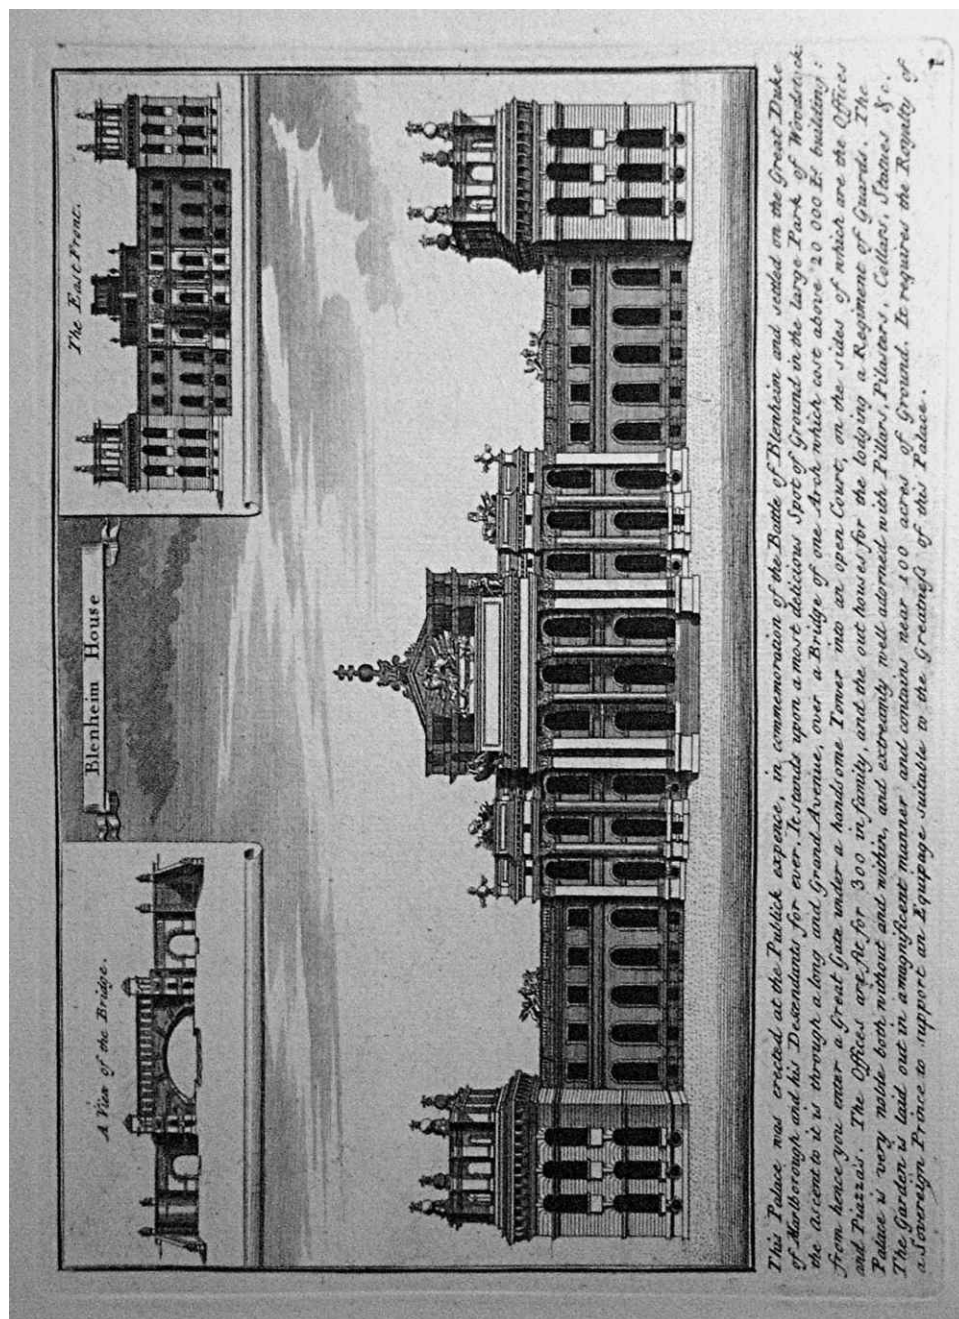 A View of the Bridge.
Blenheim House
The East Front.
This Palace was erected at the Publick expence, in commemoration of the Battle of Blenheim and setled on the Great Duke
of Marlborough and his Desendants for ever. It stands upon a most delicious Spot of Ground in the large Park of Woodstock:
the ascent to it is through a long and Grand Avenue, over a Bridge of one Arch which cost above 20 000 £ building:
from hence you enter a Great Gate under a handsome Tower into an open Court, on the sides of which are the Offices
and Piazza's. The Offices are fit for 300 in family, and the out houses for the lodging a Regiment of Guards. The
Palace is very noble both without and within, and extreamly well adorned with Pillars, Pilasters, Cellars, Statues &c.
The Garden is laid out in a magnificent manner and contains near 100 acres of Ground. It requares the Royalty of
a Sovereign Prince to support an Equipage suitable to the Greatness of this Palace.
1